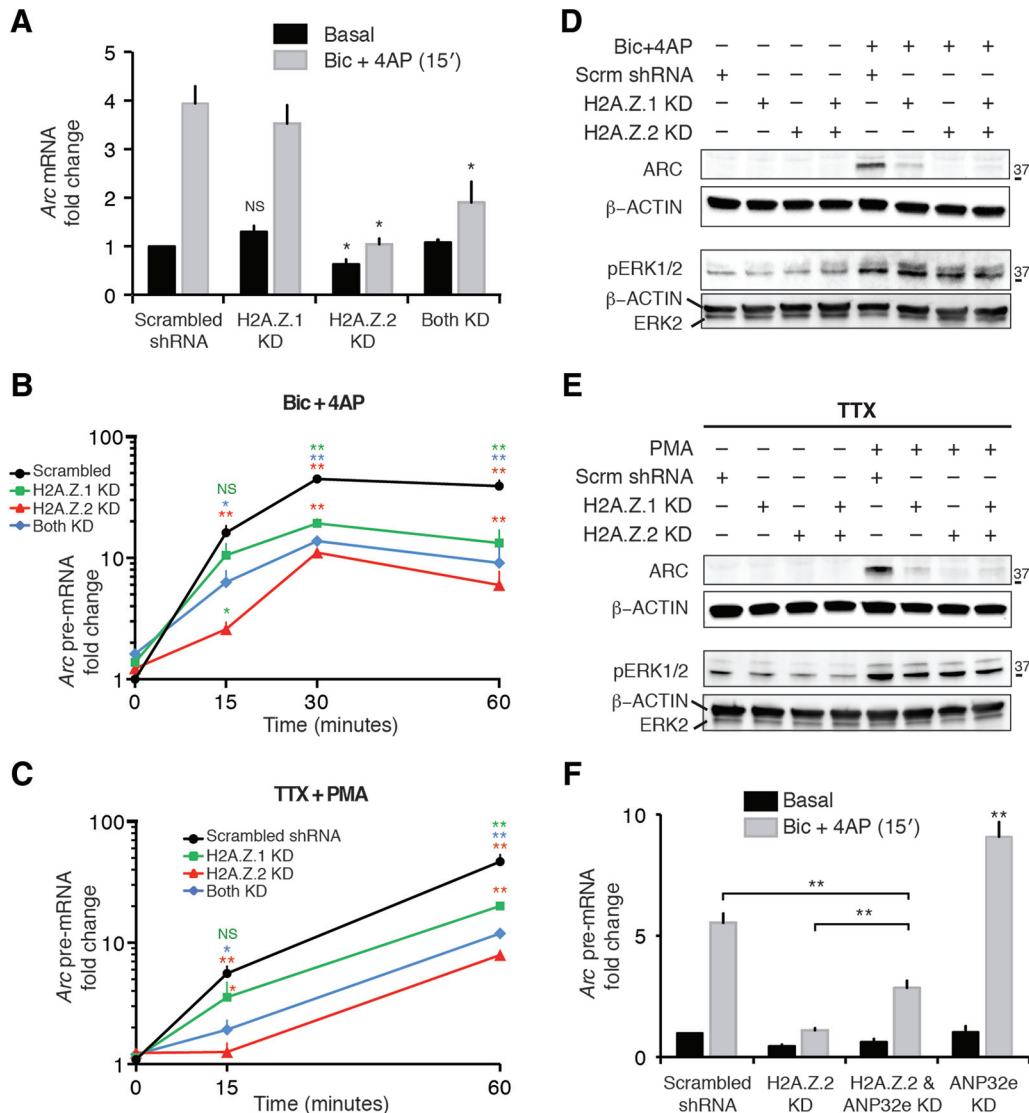 A
Basal
Bic + 4AP (15′)
Arc mRNA
fold change
5
4
3
2
1
0
NS
*
*
*
Scrambled
shRNA
H2A.Z.1
KD
H2A.Z.2
KD
Both KD
B
Bic + 4AP
Arc pre-mRNA
fold change
100
10
1
Scrambled
H2A.Z.1 KD
H2A.Z.2 KD
Both KD
NS
*
**
*
**
**
**
**
**
**
**
**
0 15 30 60
Time (minutes)
C
TTX + PMA
Arc pre-mRNA
fold change
100
10
1
Scrambled shRNA
H2A.Z.1 KD
H2A.Z.2 KD
Both KD
NS
*
**
*
**
**
**
**
0 15 60
Time (minutes)
D
Bic+4AP − − − − + + + +
Scrm shRNA + − − − + − − −
H2A.Z.1 KD − + − + − + − +
H2A.Z.2 KD − − + + − − + +
ARC
37
β-ACTIN
pERK1/2
37
β-ACTIN
ERK2
E
TTX
PMA − − − − + + + +
Scrm shRNA + − − − + − − −
H2A.Z.1 KD − + − + − + − +
H2A.Z.2 KD − − + + − − + +
ARC
37
β-ACTIN
pERK1/2
37
β-ACTIN
ERK2
F
Basal
Bic + 4AP (15′)
Arc pre-mRNA
fold change
10
5
0
**
**
**
Scrambled
shRNA
H2A.Z.2
KD
H2A.Z.2 &
ANP32e KD
ANP32e
KD